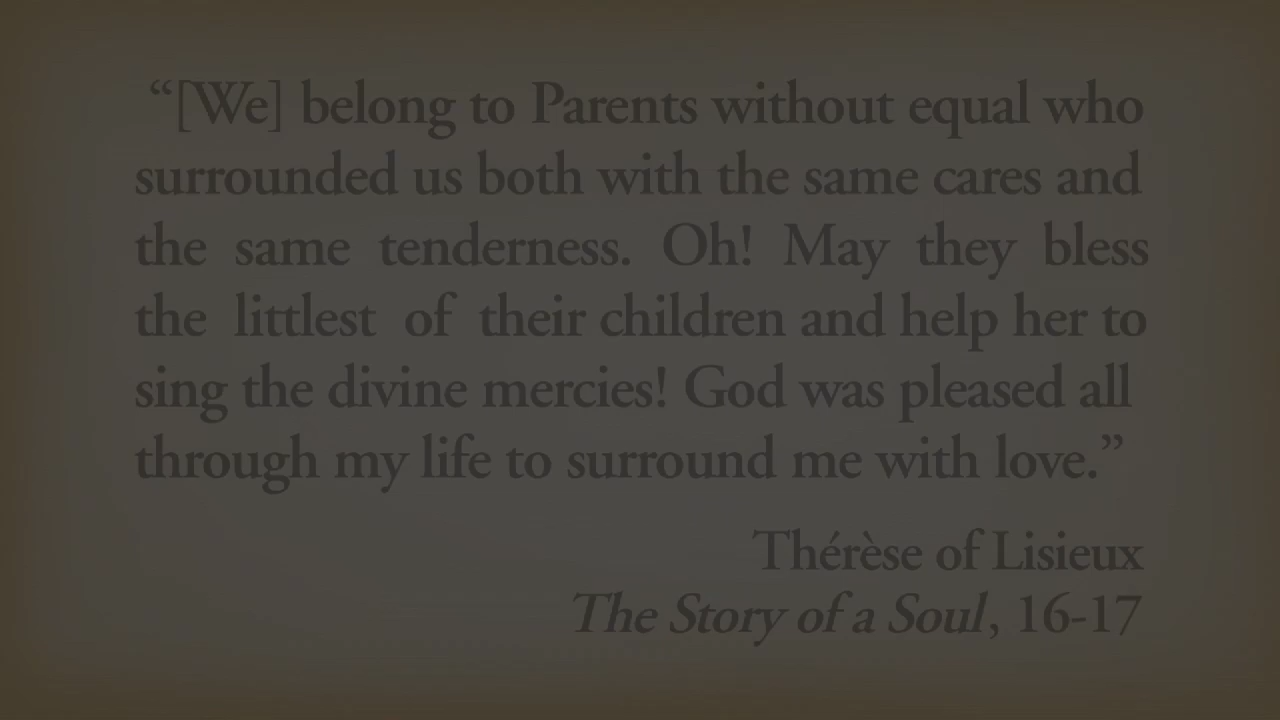 “[We] belong to Parents without equal who
surrounded us both with the same cares and
the same tenderness. Oh! May they bless
the littlest of their children and help her to
sing the divine mercies! God was pleased all
through my life to surround me with love.”
Thérèse of Lisieux
The Story of a Soul, 16-17